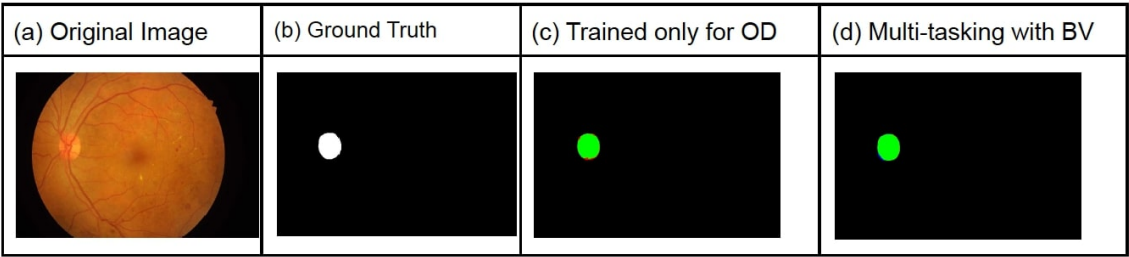 (a) Original Image
(b) Ground Truth
(c) Trained only for OD
(d) Multi-tasking with BV